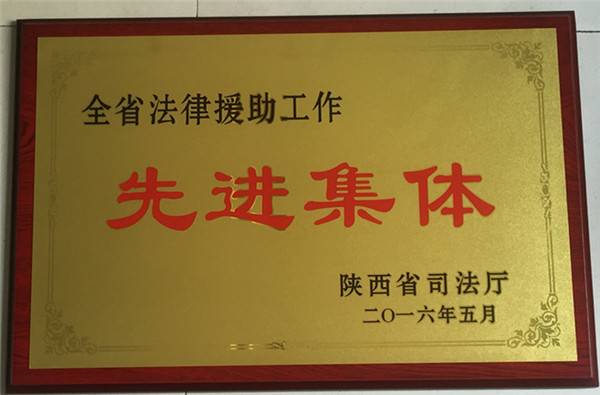 全省法律援助工作
先进集体
陕西省司法厅
二〇一六年五月